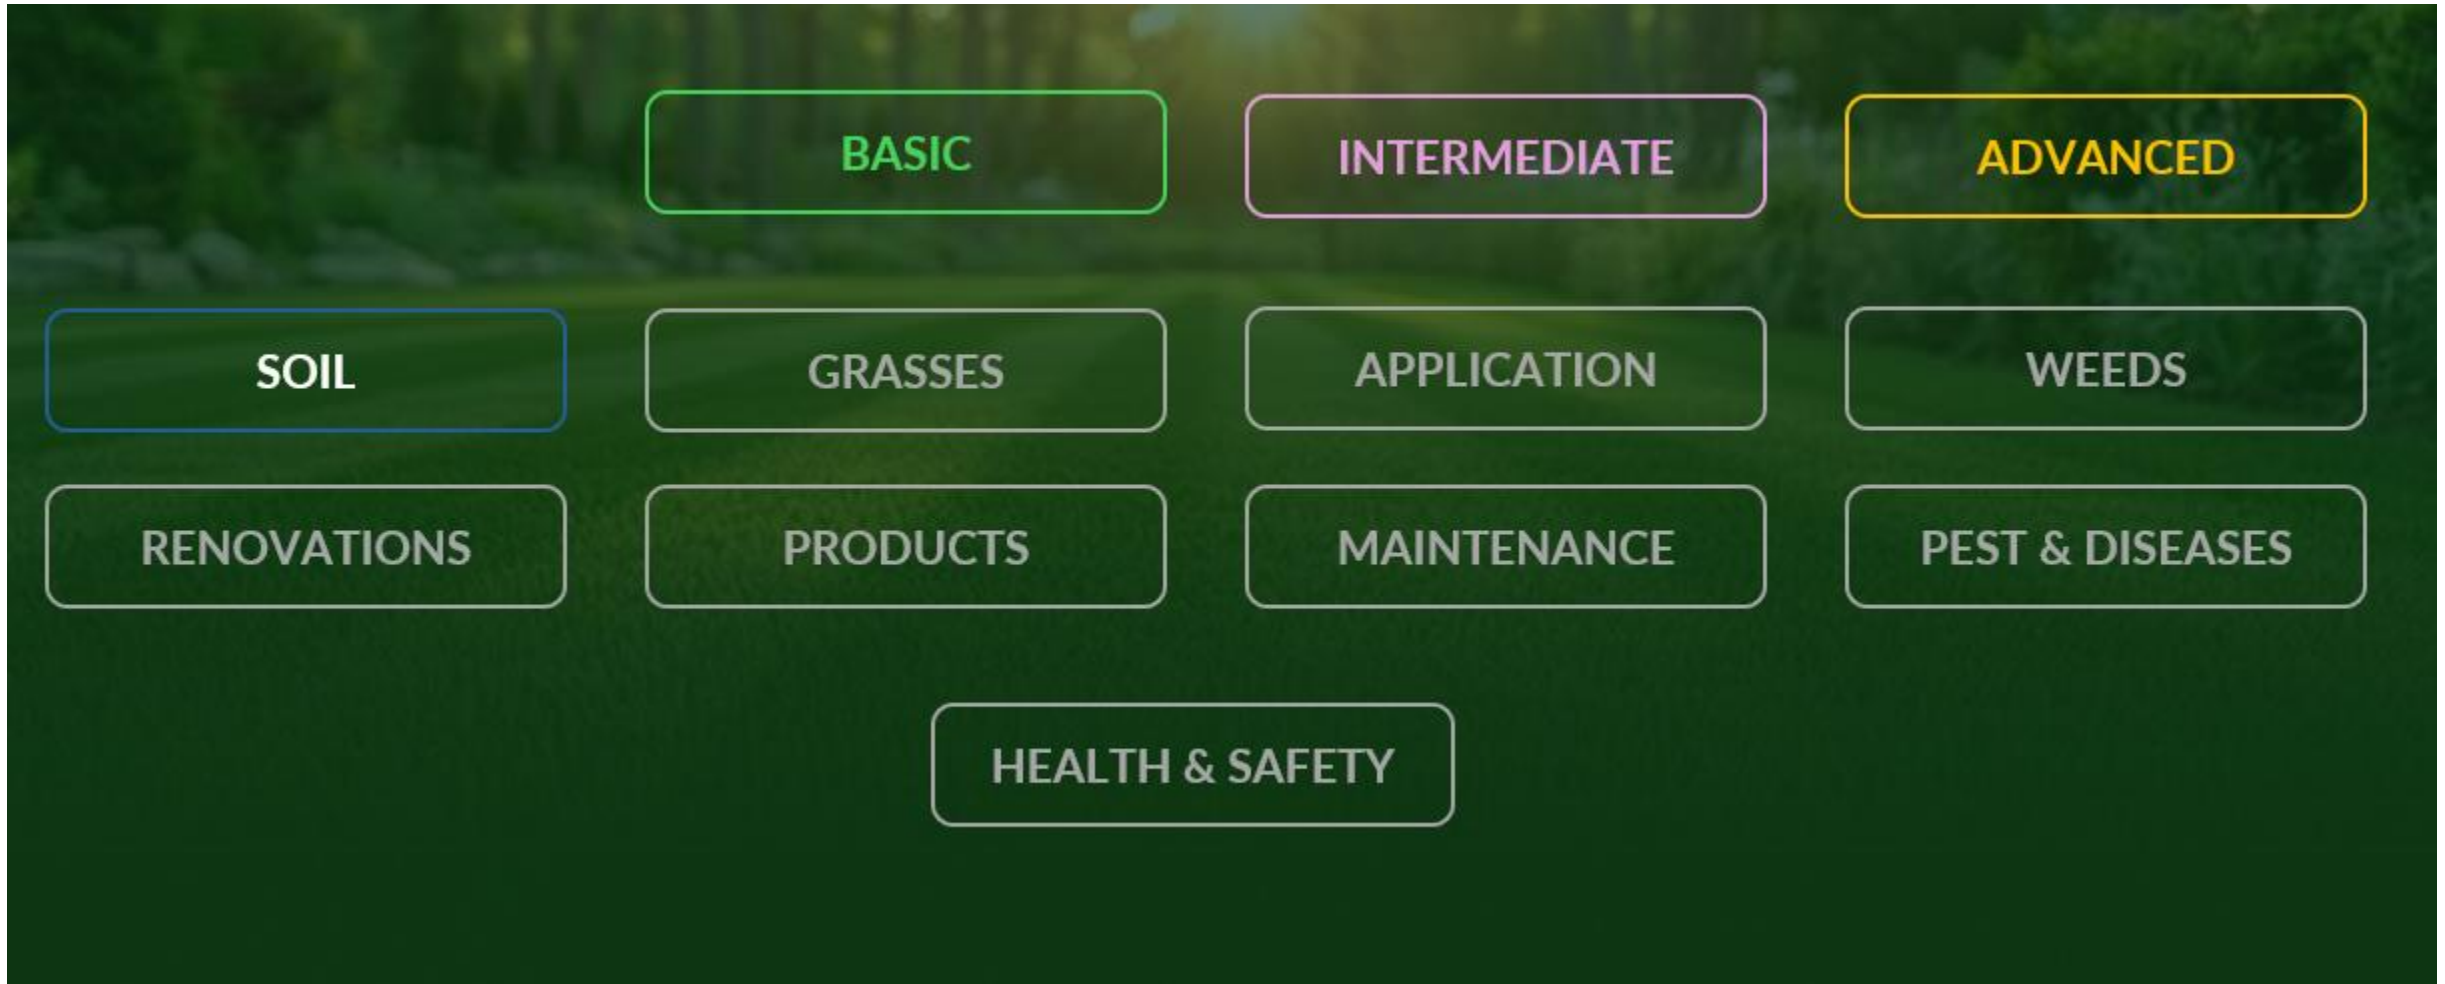 BASIC
INTERMEDIATE
ADVANCED
SOIL
GRASSES
APPLICATION
WEEDS
RENOVATIONS
PRODUCTS
MAINTENANCE
PEST & DISEASES
HEALTH & SAFETY